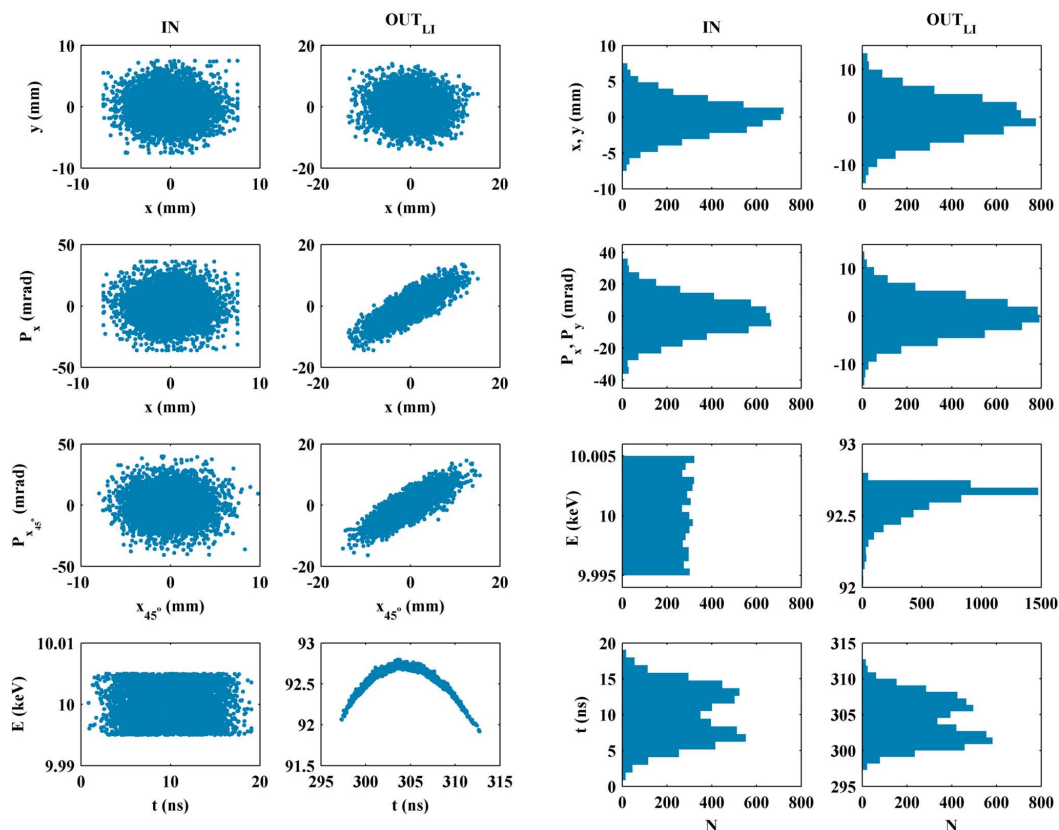 IN
OUT_LI
IN
OUT_LI
10
0
-10
y (mm)
-10 0 10
x (mm)
20
0
-20
-20 0 20
x (mm)
10
5
0
-5
-10
x, y (mm)
0 200 400 600 800
10
0
-10
0 200 400 600 800
50
0
-50
P_x (mrad)
-10 0 10
x (mm)
20
0
-20
-20 0 20
x (mm)
40
20
0
-20
-40
P_x, P_y (mrad)
0 200 400 600 800
10
0
-10
0 200 400 600 800
50
0
-50
P_x_45° (mrad)
-10 0 10
x_45° (mm)
20
0
-20
-20 0 20
x_45° (mm)
10.005
10
9.995
E (keV)
0 200 400 600 800
93
92.5
92
0 500 1000 1500
10.01
10
9.99
E (keV)
0 10 20
t (ns)
93
92.5
92
91.5
295 300 305 310 315
t (ns)
20
15
10
5
0
t (ns)
0 200 400 600 800
N
315
310
305
300
295
0 200 400 600 800
N